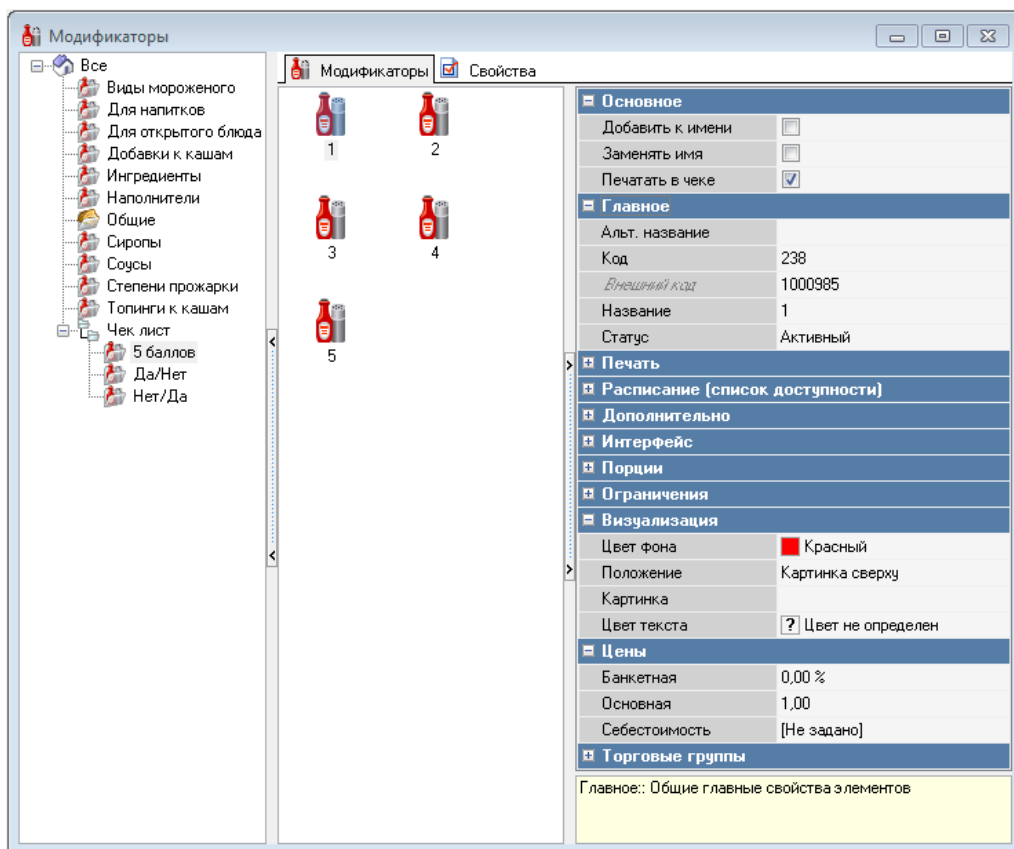 Модификаторы
Все
Виды мороженого
Для напитков
Для открытого блюда
Добавки к кашам
Ингредиенты
Наполнители
Общие
Сиропы
Соусы
Степени прожарки
Топинги к кашам
Чек лист
5 баллов
Да/Нет
Нет/Да
Модификаторы Свойства
1 2
3 4
5
Основное
Добавить к имени
Заменять имя
Печатать в чеке
Главное
Альт. название
Код 238
Внешний код 1000985
Название 1
Статус Активный
Печать
Расписание (список доступности)
Дополнительно
Интерфейс
Порции
Ограничения
Визуализация
Цвет фона Красный
Положение Картинка сверху
Картинка
Цвет текста ? Цвет не определен
Цены
Банкетная 0,00 %
Основная 1,00
Себестоимость [Не задано]
Торговые группы
Главное:: Общие главные свойства элементов